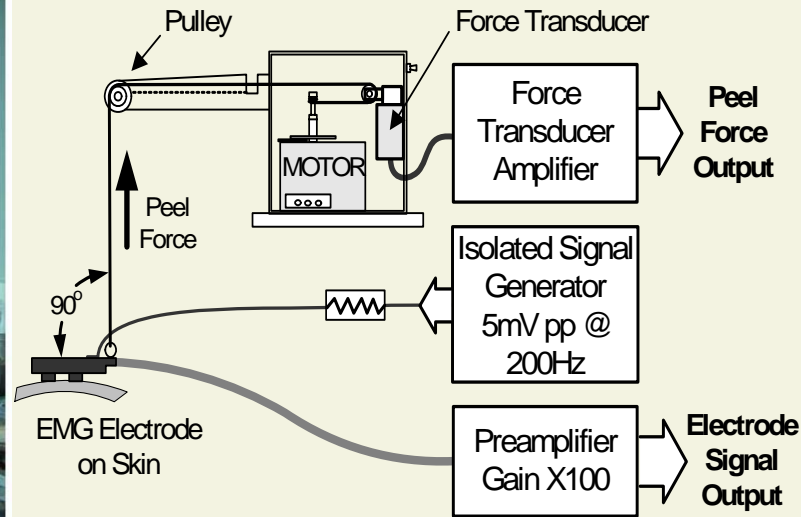 Pulley
Force Transducer
Force
Transducer
Amplifier
Peel
Force
Output
MOTOR
Peel
Force
90°
Isolated Signal
Generator
5mV pp @
200Hz
EMG Electrode
on Skin
Preamplifier
Gain X100
Electrode
Signal
Output